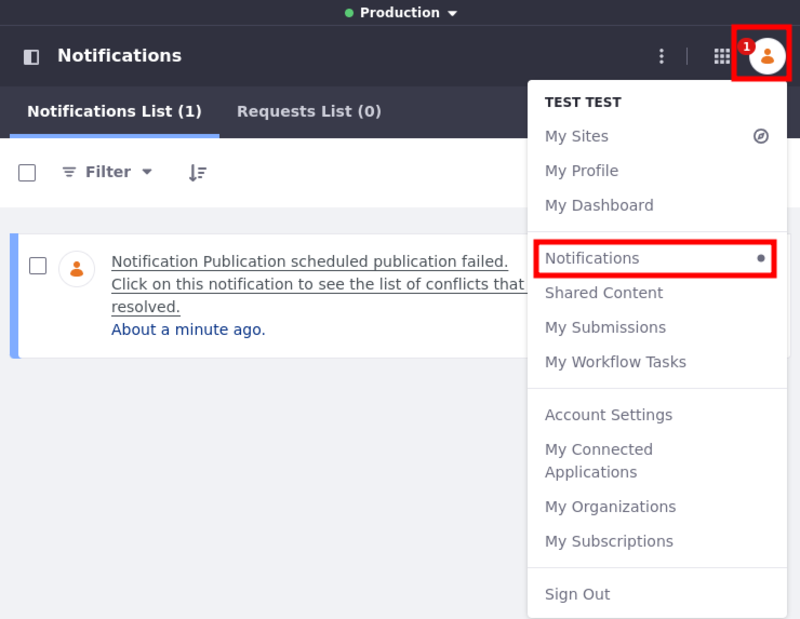 Production
Notifications
1
Notifications List (1) Requests List (0)
Filter
Notification Publication scheduled publication failed.
Click on this notification to see the list of conflicts that
resolved.
About a minute ago.
TEST TEST
My Sites
My Profile
My Dashboard
Notifications
Shared Content
My Submissions
My Workflow Tasks
Account Settings
My Connected
Applications
My Organizations
My Subscriptions
Sign Out